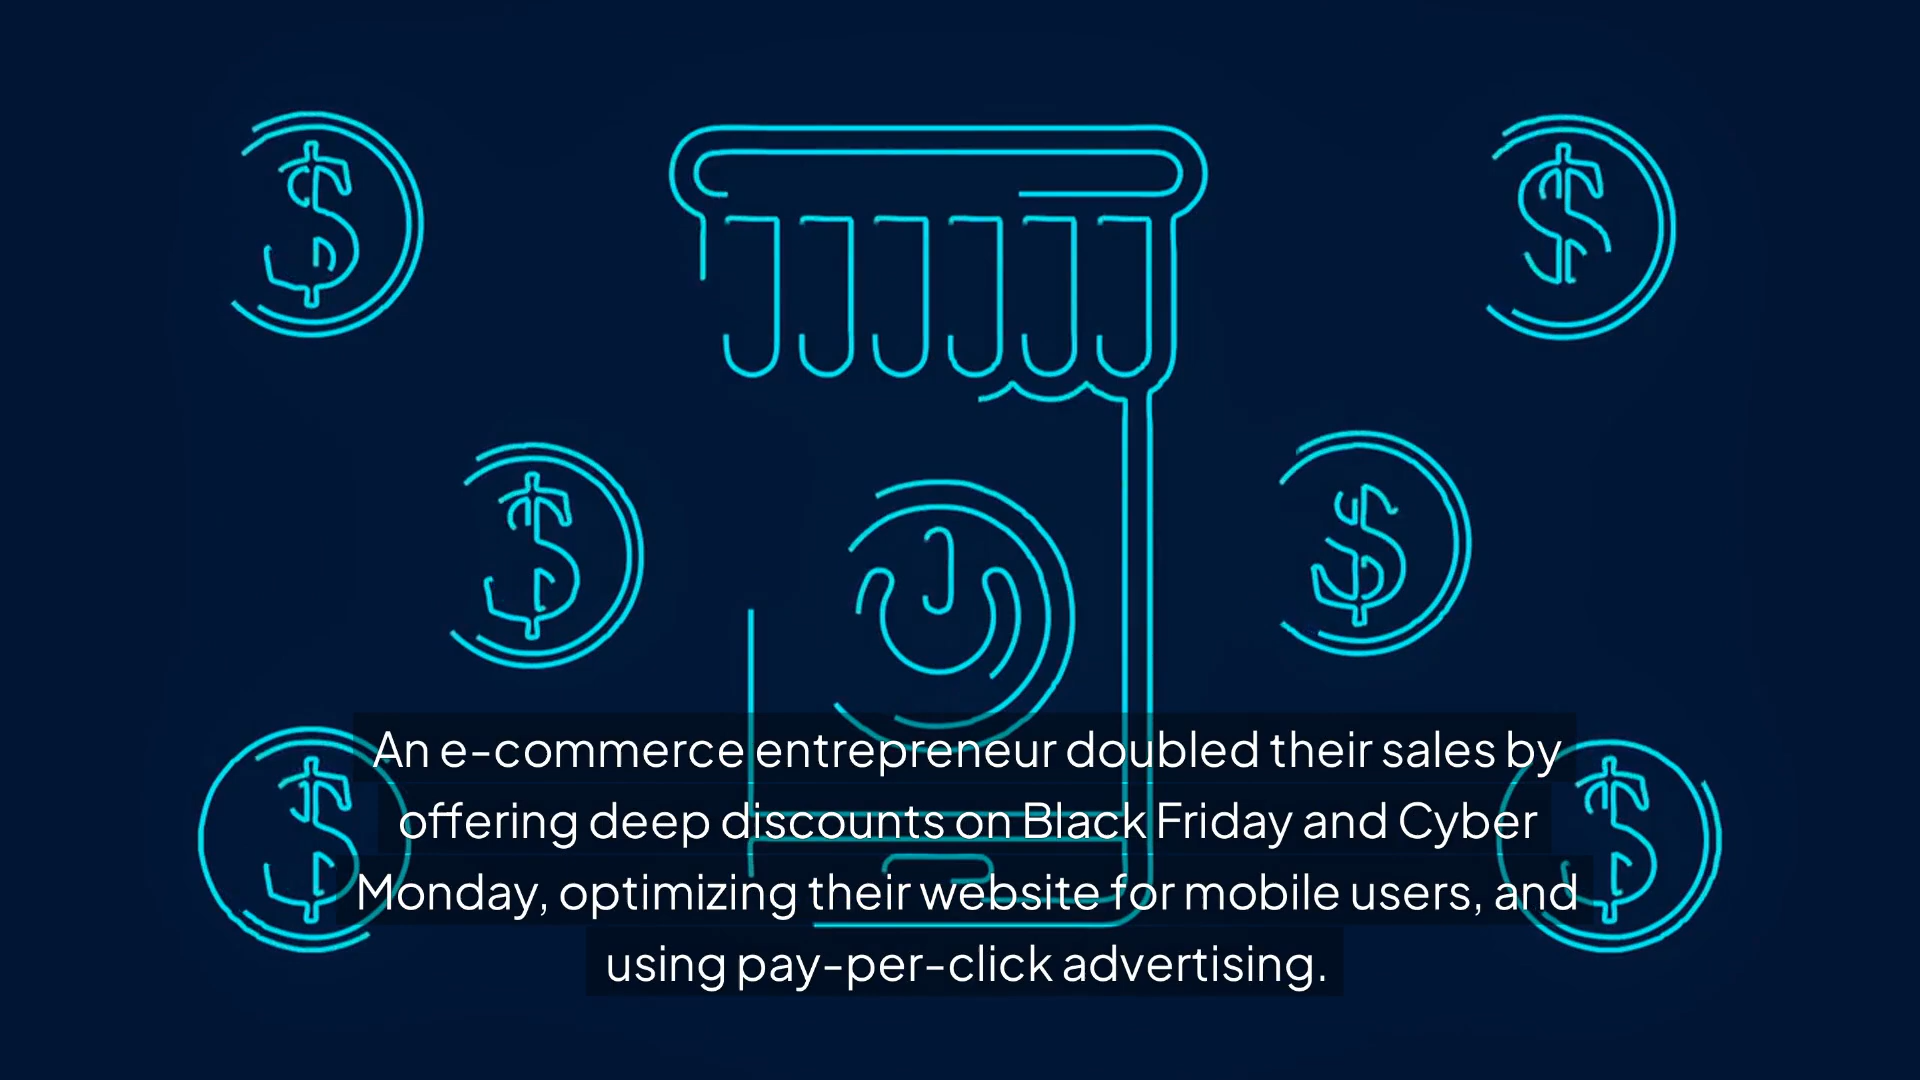 An e-commerce entrepreneur doubled their sales by
offering deep discounts on Black Friday and Cyber
Monday, optimizing their website for mobile users, and
using pay-per-click advertising.